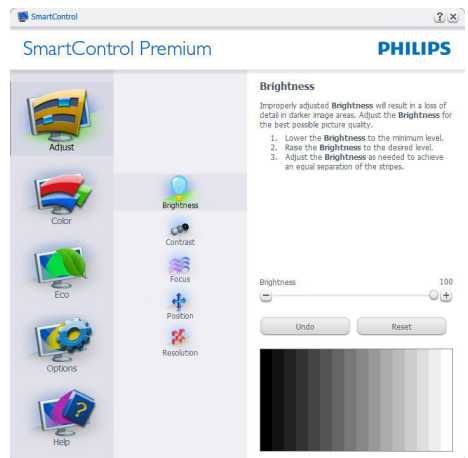 SmartControl
SmartControl Premium
PHILIPS
Adjust
Color
Eco
Options
Help
Brightness
Contrast
Focus
Position
Resolution
Brightness
Improperly adjusted Brightness will result in a loss of
detail in darker image areas. Adjust the Brightness for
the best possible picture quality.
1. Lower the Brightness to the minimum level.
2. Raise the Brightness to the desired level.
3. Adjust the Brightness as needed to achieve
an equal separation of the stripes.
Brightness 100
Undo Reset